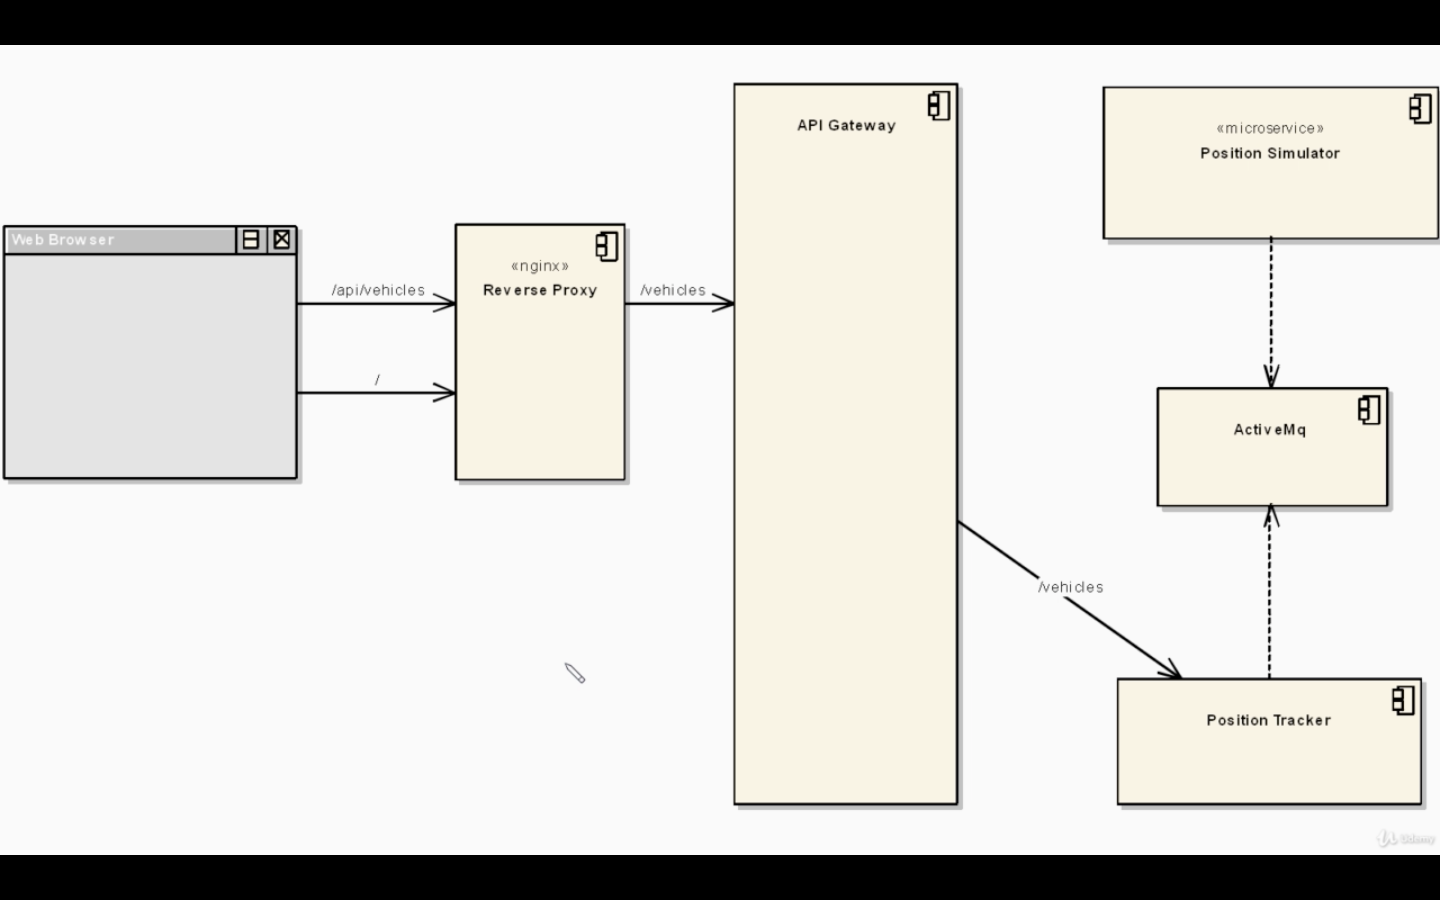 API Gateway
«microservice»
Position Simulator
Web Browser
/api/vehicles
«nginx»
Reverse Proxy
/vehicles
/
ActiveMq
/vehicles
Position Tracker
Udemy